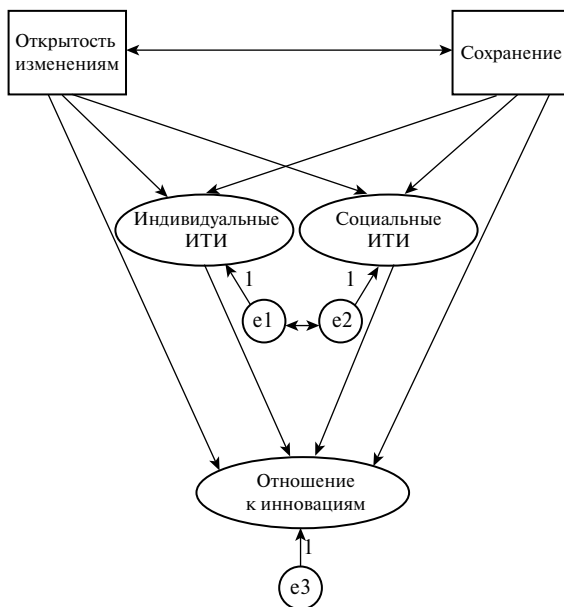 Открытость
изменениям
Сохранение
Индивидуальные
ИТИ
Социальные
ИТИ
1
1
e1
e2
Отношение
к инновациям
1
e3